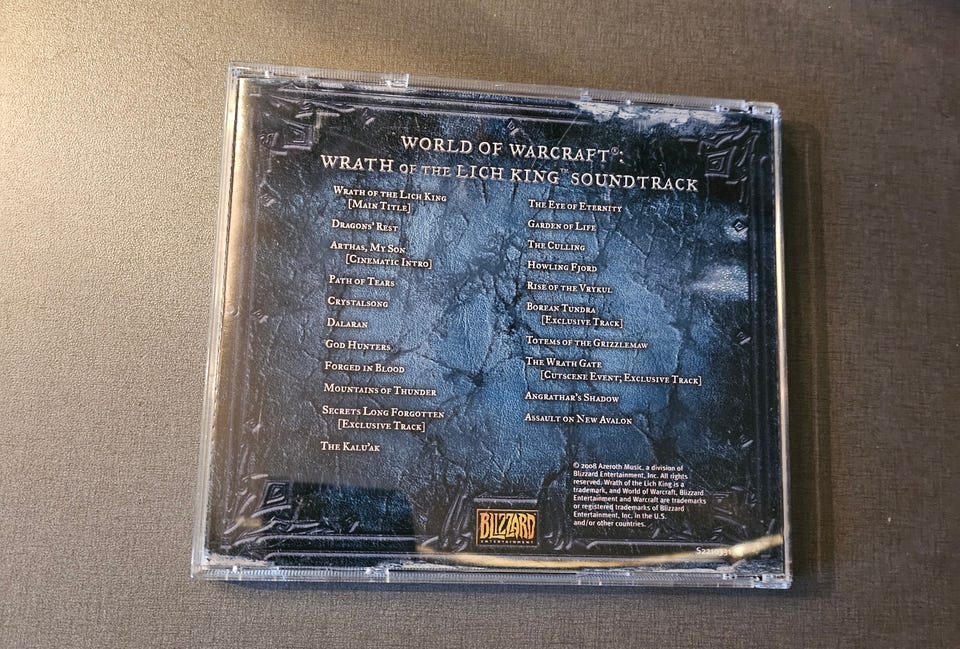 WORLD OF WARCRAFT®:
WRATH OF THE LICH KING™ SOUNDTRACK
WRATH OF THE LICH KING
[MAIN TITLE]
DRAGONS' REST
ARTHAS, MY SON
[CINEMATIC INTRO]
PATH OF TEARS
CRYSTALSONG
DALARAN
GOD HUNTERS
FORGED IN BLOOD
MOUNTAINS OF THUNDER
SECRETS LONG FORGOTTEN
[EXCLUSIVE TRACK]
THE KALU'AK
THE EYE OF ETERNITY
GARDEN OF LIFE
THE CULLING
HOWLING FJORD
RISE OF THE VRYKUL
BOREAN TUNDRA
[EXCLUSIVE TRACK]
TOTEMS OF THE GRIZZLEMAW
THE WRATH GATE
[CUTSCENE EVENT; EXCLUSIVE TRACK]
ANGRATHAR'S SHADOW
ASSAULT ON NEW AVALON
© 2008 Azeroth Music, a division of
Blizzard Entertainment, Inc. All rights
reserved. Wrath of the Lich King is a
trademark, and World of Warcraft, Blizzard
Entertainment and Warcraft are trademarks
or registered trademarks of Blizzard
Entertainment, Inc. in the U.S.
and/or other countries.
BLIZZARD
ENTERTAINMENT